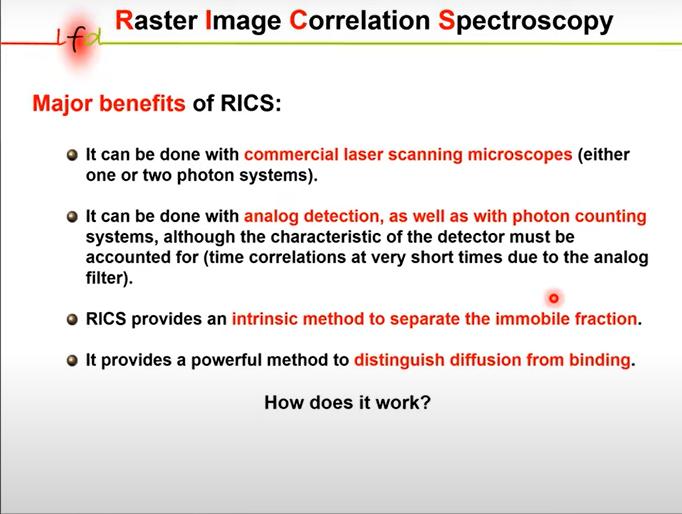 Lfd
Raster Image Correlation Spectroscopy
Major benefits of RICS:
It can be done with commercial laser scanning microscopes (either
one or two photon systems).
It can be done with analog detection, as well as with photon counting
systems, although the characteristic of the detector must be
accounted for (time correlations at very short times due to the analog
filter).
RICS provides an intrinsic method to separate the immobile fraction.
It provides a powerful method to distinguish diffusion from binding.
How does it work?